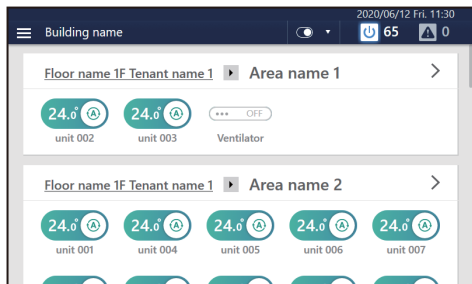 2020/06/12 Fri. 11:30
Building name 65 0
Floor name 1F Tenant name 1 Area name 1
24.0° A 24.0° A ••• OFF
unit 002 unit 003 Ventilator
Floor name 1F Tenant name 1 Area name 2
24.0° A 24.0° A 24.0° A 24.0° A 24.0° A
unit 001 unit 004 unit 005 unit 006 unit 007